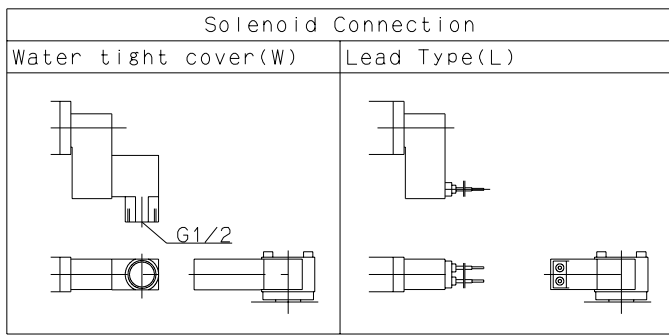 Solenoid Connection
Water tight cover(W)
Lead Type(L)
G1/2